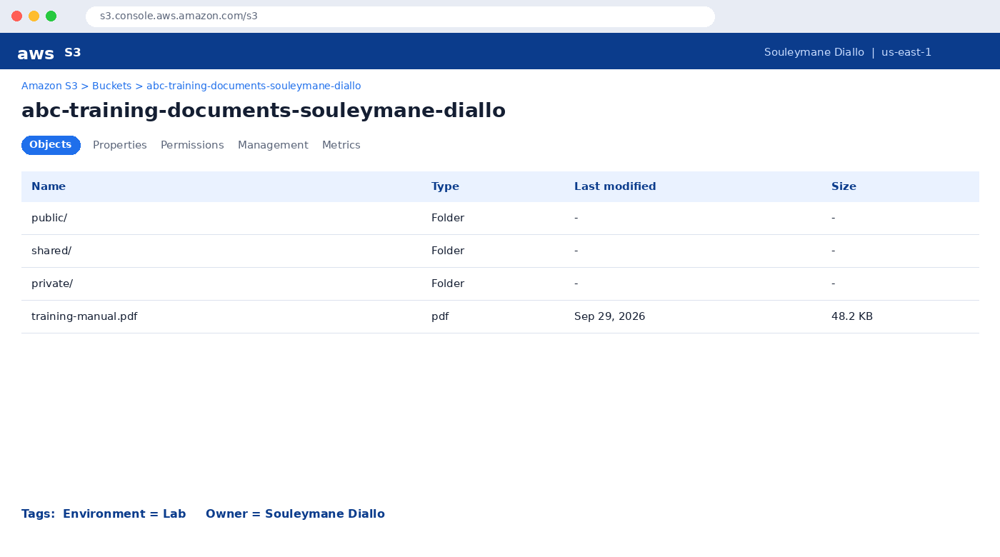 s3.console.aws.amazon.com/s3
aws S3 Souleymane Diallo | us-east-1
Amazon S3 > Buckets > abc-training-documents-souleymane-diallo
abc-training-documents-souleymane-diallo
Objects Properties Permissions Management Metrics
Name Type Last modified Size
public/ Folder - -
shared/ Folder - -
private/ Folder - -
training-manual.pdf pdf Sep 29, 2026 48.2 KB
Tags: Environment = Lab Owner = Souleymane Diallo